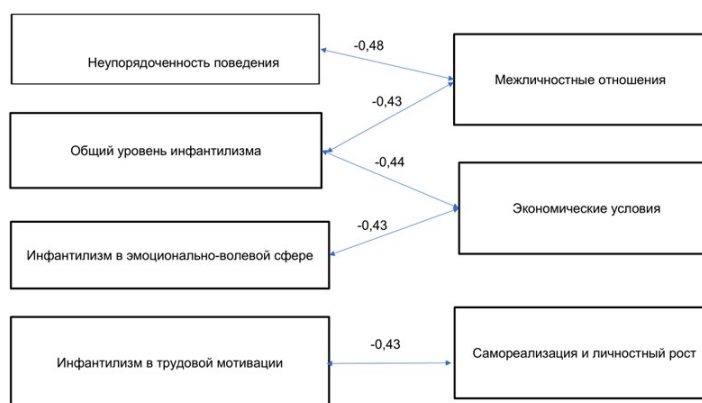 -0,48
Неупорядоченность поведения
Межличностные отношения
-0,43
Общий уровень инфантилизма
-0,44
Экономические условия
-0,43
Инфантилизм в эмоционально-волевой сфере
-0,43
Инфантилизм в трудовой мотивации
Самореализация и личностный рост